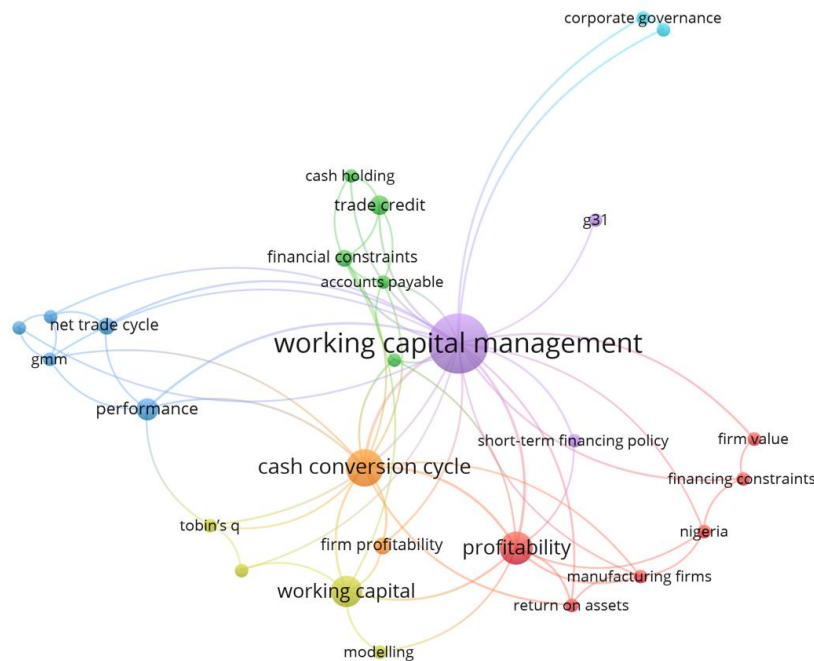 corporate governance
cash holding
trade credit
g31
financial constraints
accounts payable
net trade cycle
working capital management
gmm
performance
short-term financing policy
firm value
cash conversion cycle
financing constraints
tobin's q
nigeria
firm profitability
profitability
manufacturing firms
working capital
return on assets
modelling